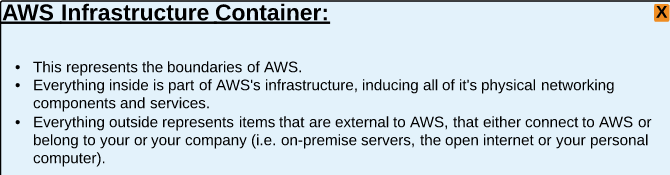 AWS Infrastructure Container:
X
• This represents the boundaries of AWS.
• Everything inside is part of AWS's infrastructure, inducing all of it's physical networking
components and services.
• Everything outside represents items that are external to AWS, that either connect to AWS or
belong to your or your company (i.e. on-premise servers, the open internet or your personal
computer).